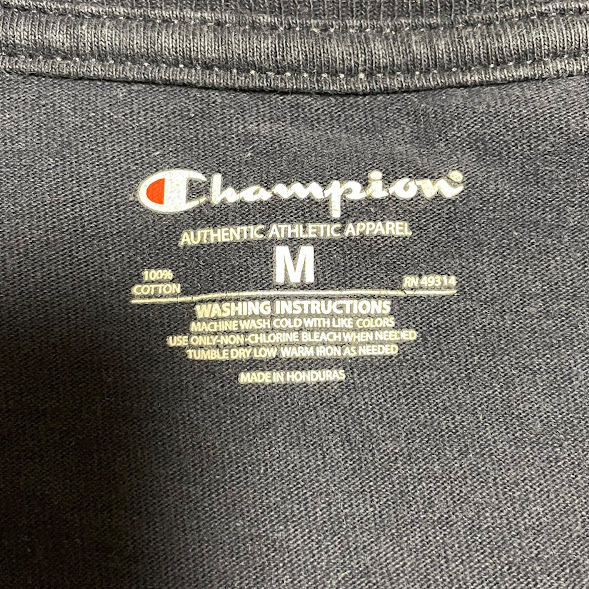 Champion
AUTHENTIC ATHLETIC APPAREL
M
100%
COTTON
RN 49314
WASHING INSTRUCTIONS
MACHINE WASH COLD WITH LIKE COLORS
USE ONLY-NON-CHLORINE BLEACH WHEN NEEDED
TUMBLE DRY LOW WARM IRON AS NEEDED
MADE IN HONDURAS